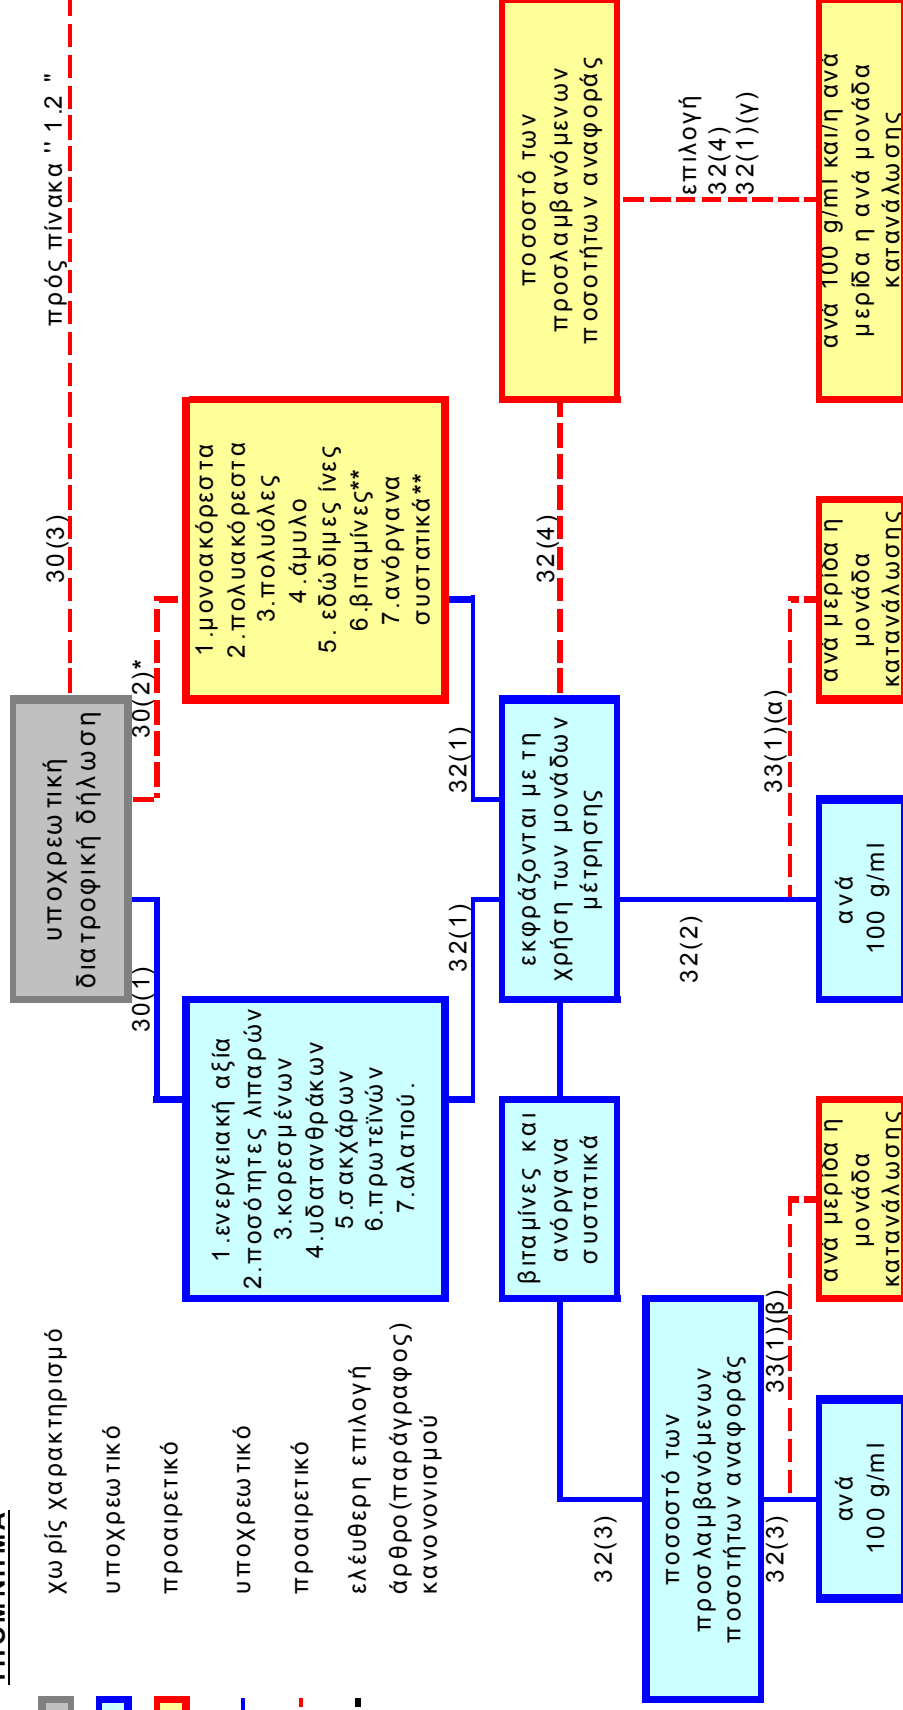 ΥΠΟΜΝΗΜΑ
χωρίς χαρακτηρισμό
υποχρεωτικό
προαιρετικό
υποχρεωτικό
προαιρετικό
ελέυθερη επιλογή
άρθρο(παράγραφος)
κανονονισμού
υποχρεωτική
διατροφική δήλωση
30(3)
πρός πίνακα " 1.2 "
30(1)
30(2)*
1.ενεργειακή αξία
2.ποσότητες λιπαρών
3.κορεσμένων
4.υδατανθράκων
5.σακχάρων
6.πρωτεϊνών
7.αλατιού.
1.μονοακόρεστα
2.πολυακόρεστα
3.πολυόλες
4.άμυλο
5. εδώδιμες ίνες
6.βιταμίνες**
7.ανόργανα
συστατικά**
32(1)
32(1)
βιταμίνες και
ανόργανα
συστατικά
εκφράζονται με τη
χρήση των μονάδων
μέτρησης
32(4)
ποσοστό των
προσλαμβανόμενων
ποσοτήτων αναφοράς
32(3)
ποσοστό των
προσλαμβανόμενων
ποσοτήτων αναφοράς
32(2)
επιλογή
32(4)
32(1)(γ)
32(3)
33(1)(β)
33(1)(α)
ανά
100 g/ml
ανά μερίδα η
μονάδα
κατανάλωσης
ανά
100 g/ml
ανά μερίδα η
μονάδα
κατανάλωσης
ανά 100 g/ml και/η ανά
μερίδα η ανά μονάδα
κατανάλωσης